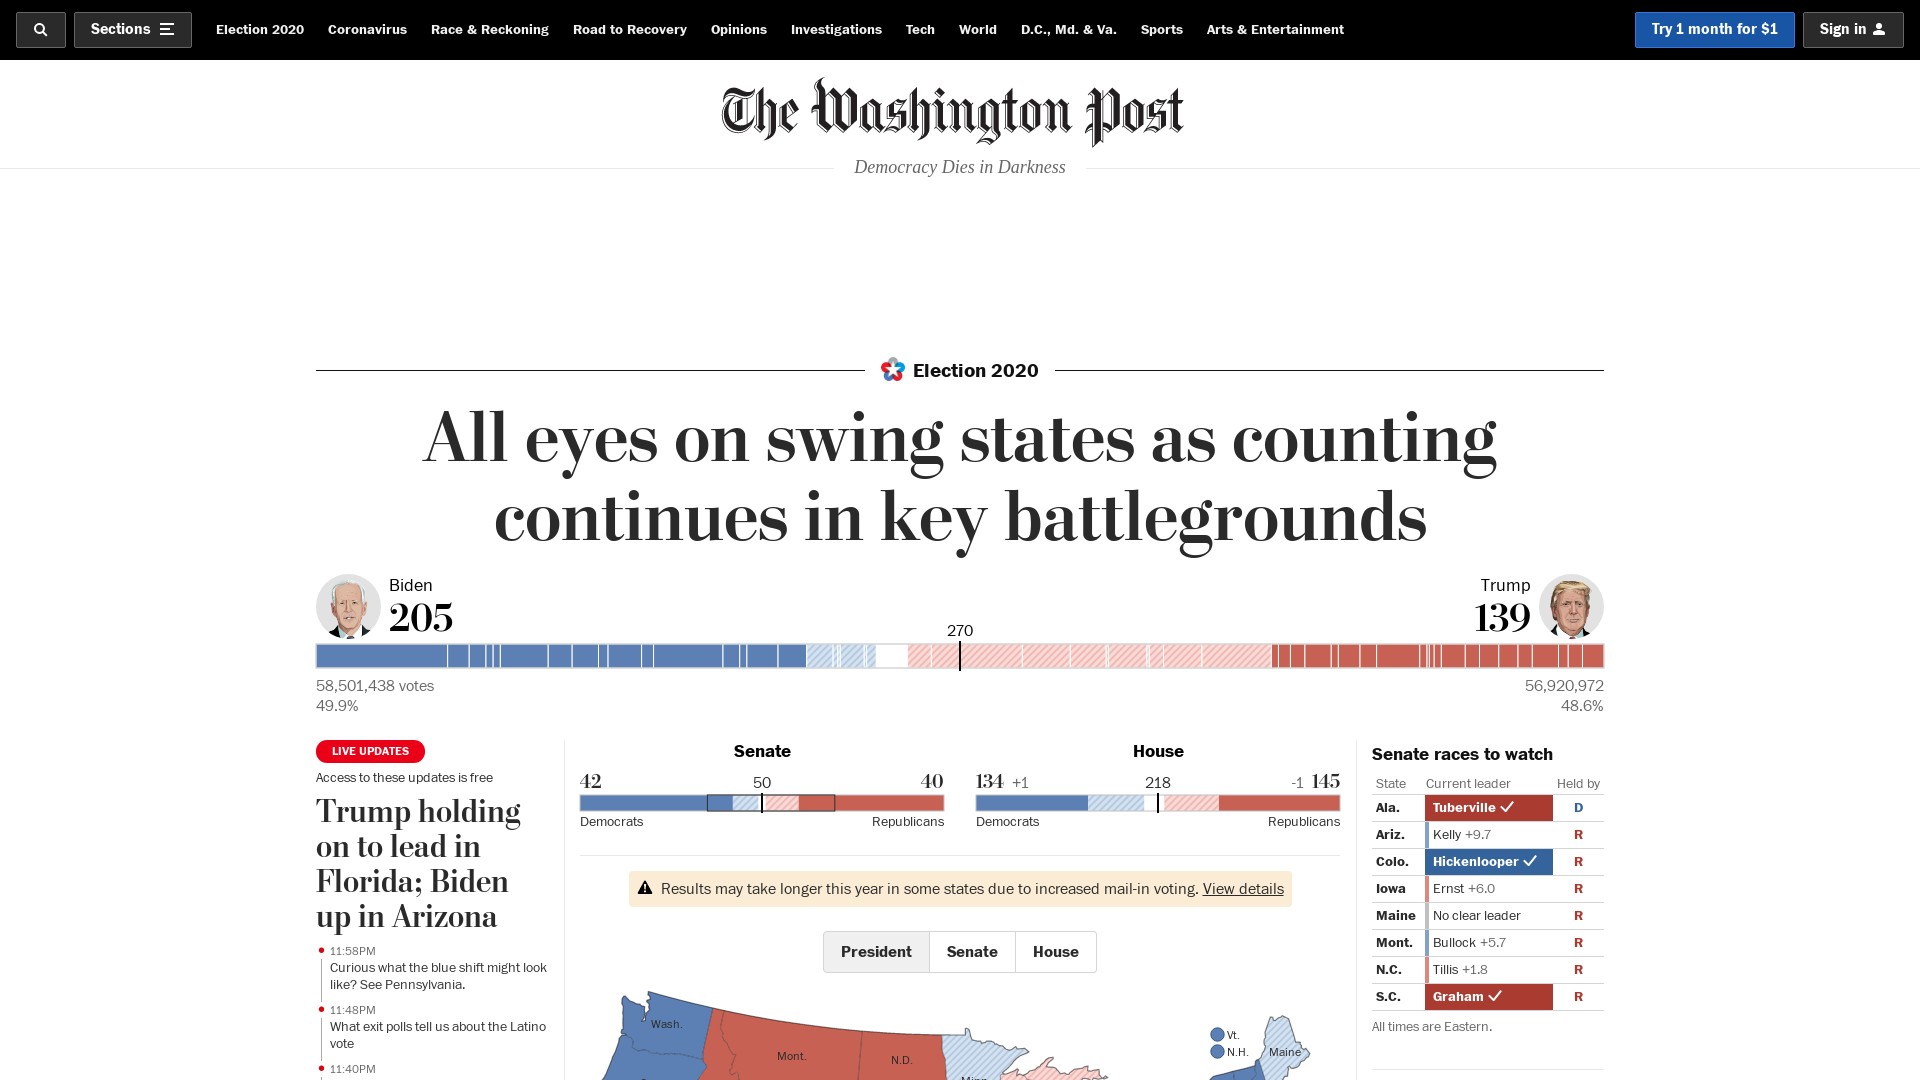 Sections
Election 2020
Coronavirus
Race & Reckoning
Road to Recovery
Opinions
Investigations
Tech
World
D.C., Md. & Va.
Sports
Arts & Entertainment
Try 1 month for $1
Sign in
The Washington Post
Democracy Dies in Darkness
Election 2020
All eyes on swing states as counting
continues in key battlegrounds
Biden
205
Trump
139
270
58,501,438 votes
49.9%
56,920,972
48.6%
LIVE UPDATES
Access to these updates is free
Trump holding
on to lead in
Florida; Biden
up in Arizona
11:58PM
Curious what the blue shift might look
like? See Pennsylvania.
11:48PM
What exit polls tell us about the Latino
vote
11:40PM
Senate
42
50
40
Democrats
Republicans
House
134 +1
218
-1 145
Democrats
Republicans
Results may take longer this year in some states due to increased mail-in voting. View details
President
Senate
House
Wash.
Mont.
N.D.
Vt.
N.H.
Maine
Senate races to watch
State Current leader Held by
Ala. Tuberville D
Ariz. Kelly +9.7 R
Colo. Hickenlooper R
Iowa Ernst +6.0 R
Maine No clear leader R
Mont. Bullock +5.7 R
N.C. Tillis +1.8 R
S.C. Graham R
All times are Eastern.